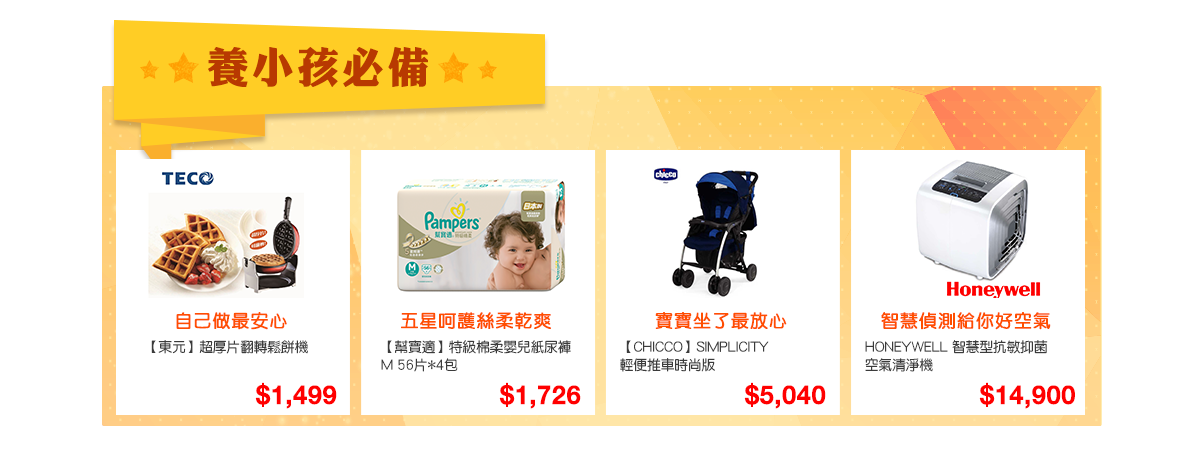 養小孩必備
TECO
自己做最安心
【東元】超厚片翻轉鬆餅機
$1,499
日本製
Pampers
幫寶適
M
56
五星呵護絲柔乾爽
【幫寶適】特級棉柔嬰兒紙尿褲
M 56片*4包
$1,726
chicco
寶寶坐了最放心
【CHICCO】SIMPLICITY
輕便推車時尚版
$5,040
Honeywell
智慧偵測給你好空氣
HONEYWELL 智慧型抗敏抑菌
空氣清淨機
$14,900